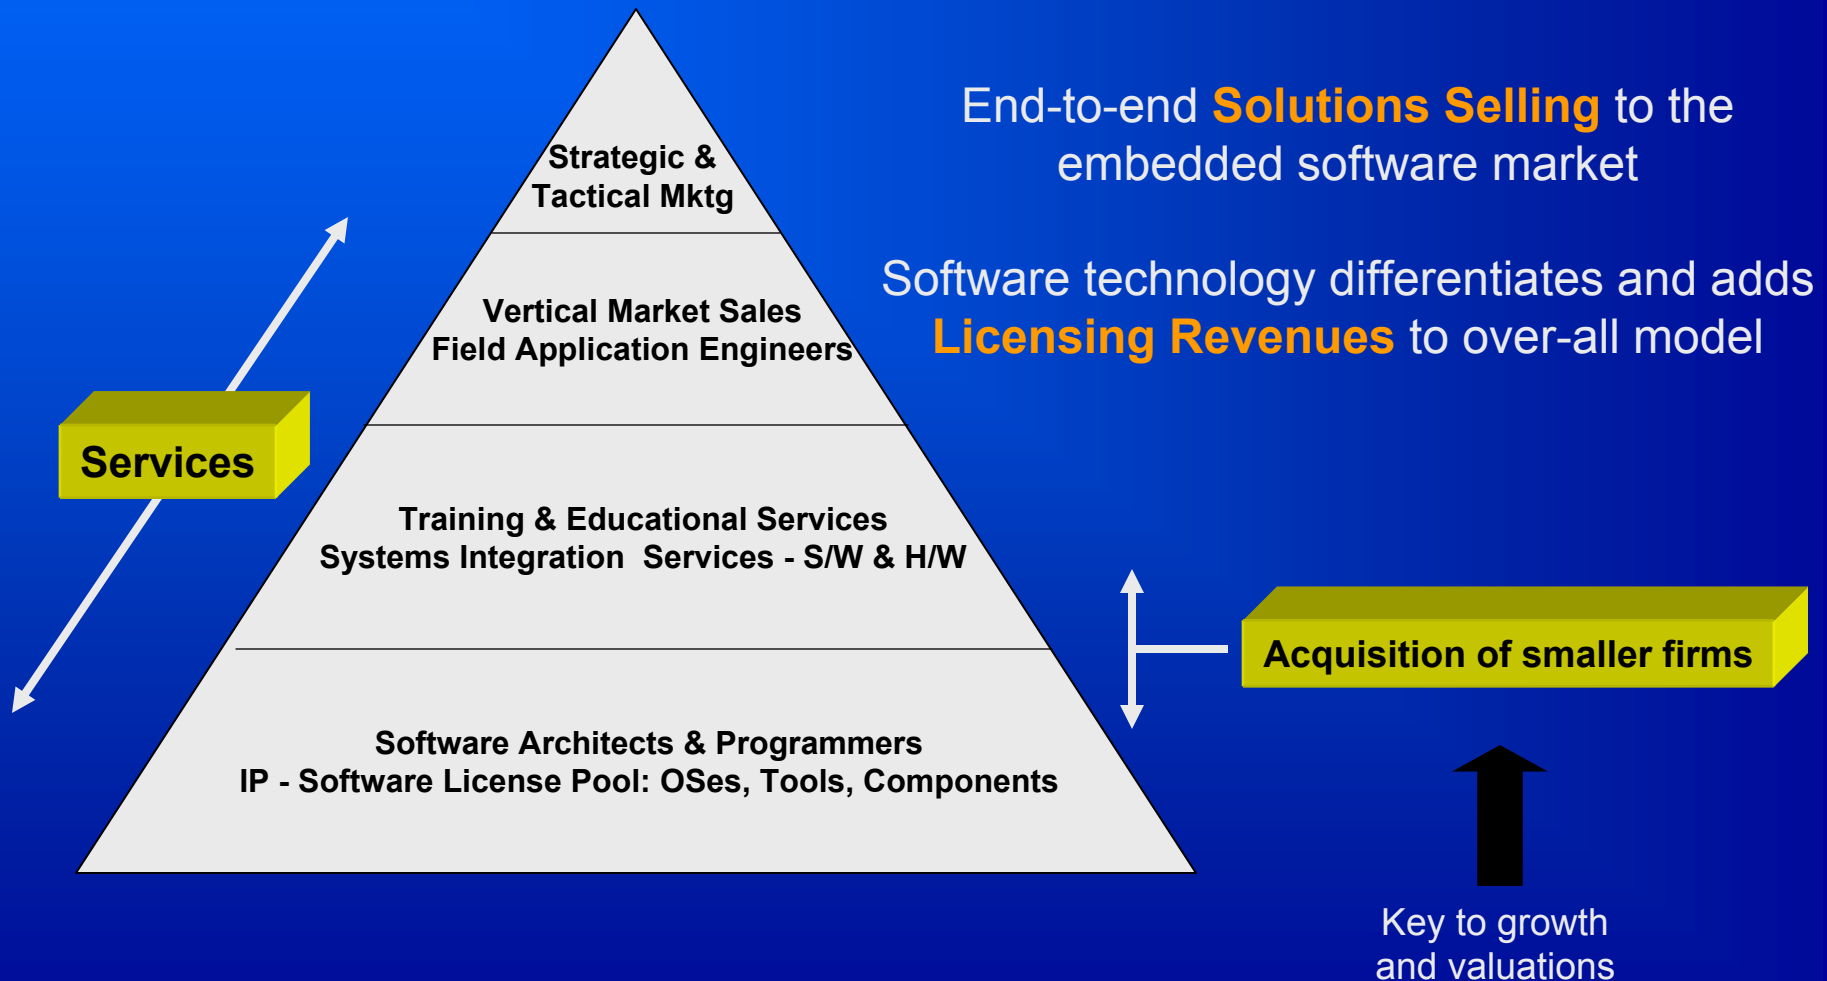 End-to-end Solutions Selling to the
embedded software market
Software technology differentiates and adds
Licensing Revenues to over-all model
Strategic &
Tactical Mktg
Vertical Market Sales
Field Application Engineers
Services
Training & Educational Services
Systems Integration  Services - S/W & H/W
Acquisition of smaller firms
Software Architects & Programmers
IP - Software License Pool: OSes, Tools, Components
Key to growth
and valuations